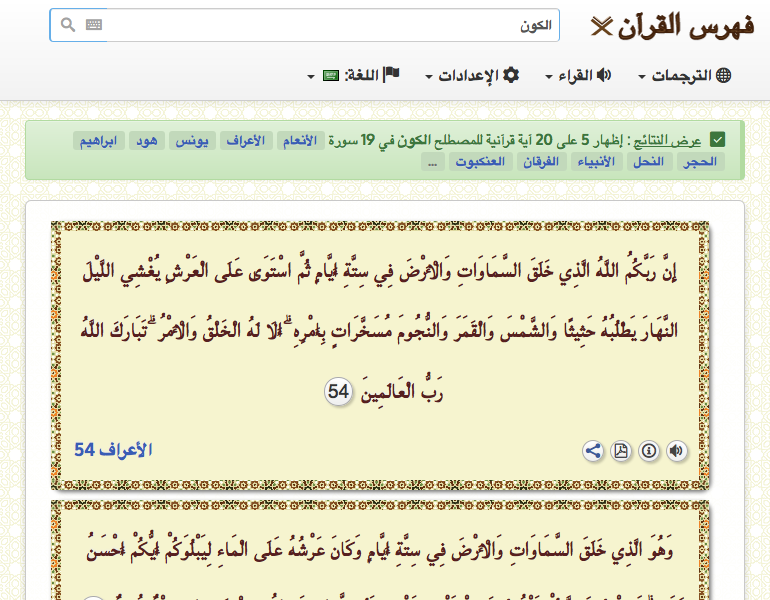 فهرس القرآن
الكون
الترجمات
القراء
الإعدادات
اللغة:
عرض النتائج : إظهار 5 على 20 آية قرآنية للمصطلح الكون في 19 سورة الأنعام الأعراف يونس هود ابراهيم
الحجر النحل الأنبياء الفرقان العنكبوت ...
إِنَّ رَبَّكُمُ اللَّهُ الَّذِي خَلَقَ السَّمَاوَاتِ وَالْأَرْضَ فِي سِتَّةِ أَيَّامٍ ثُمَّ اسْتَوَىٰ عَلَى الْعَرْشِ يُغْشِي اللَّيْلَ
النَّهَارَ يَطْلُبُهُ حَثِيثًا وَالشَّمْسَ وَالْقَمَرَ وَالنُّجُومَ مُسَخَّرَاتٍ بِأَمْرِهِ ۗ أَلَا لَهُ الْخَلْقُ وَالْأَمْرُ ۗ تَبَارَكَ اللَّهُ
رَبُّ الْعَالَمِينَ 54
الأعراف 54
وَهُوَ الَّذِي خَلَقَ السَّمَاوَاتِ وَالْأَرْضَ فِي سِتَّةِ أَيَّامٍ وَكَانَ عَرْشُهُ عَلَى الْمَاءِ لِيَبْلُوَكُمْ أَيُّكُمْ أَحْسَنُ